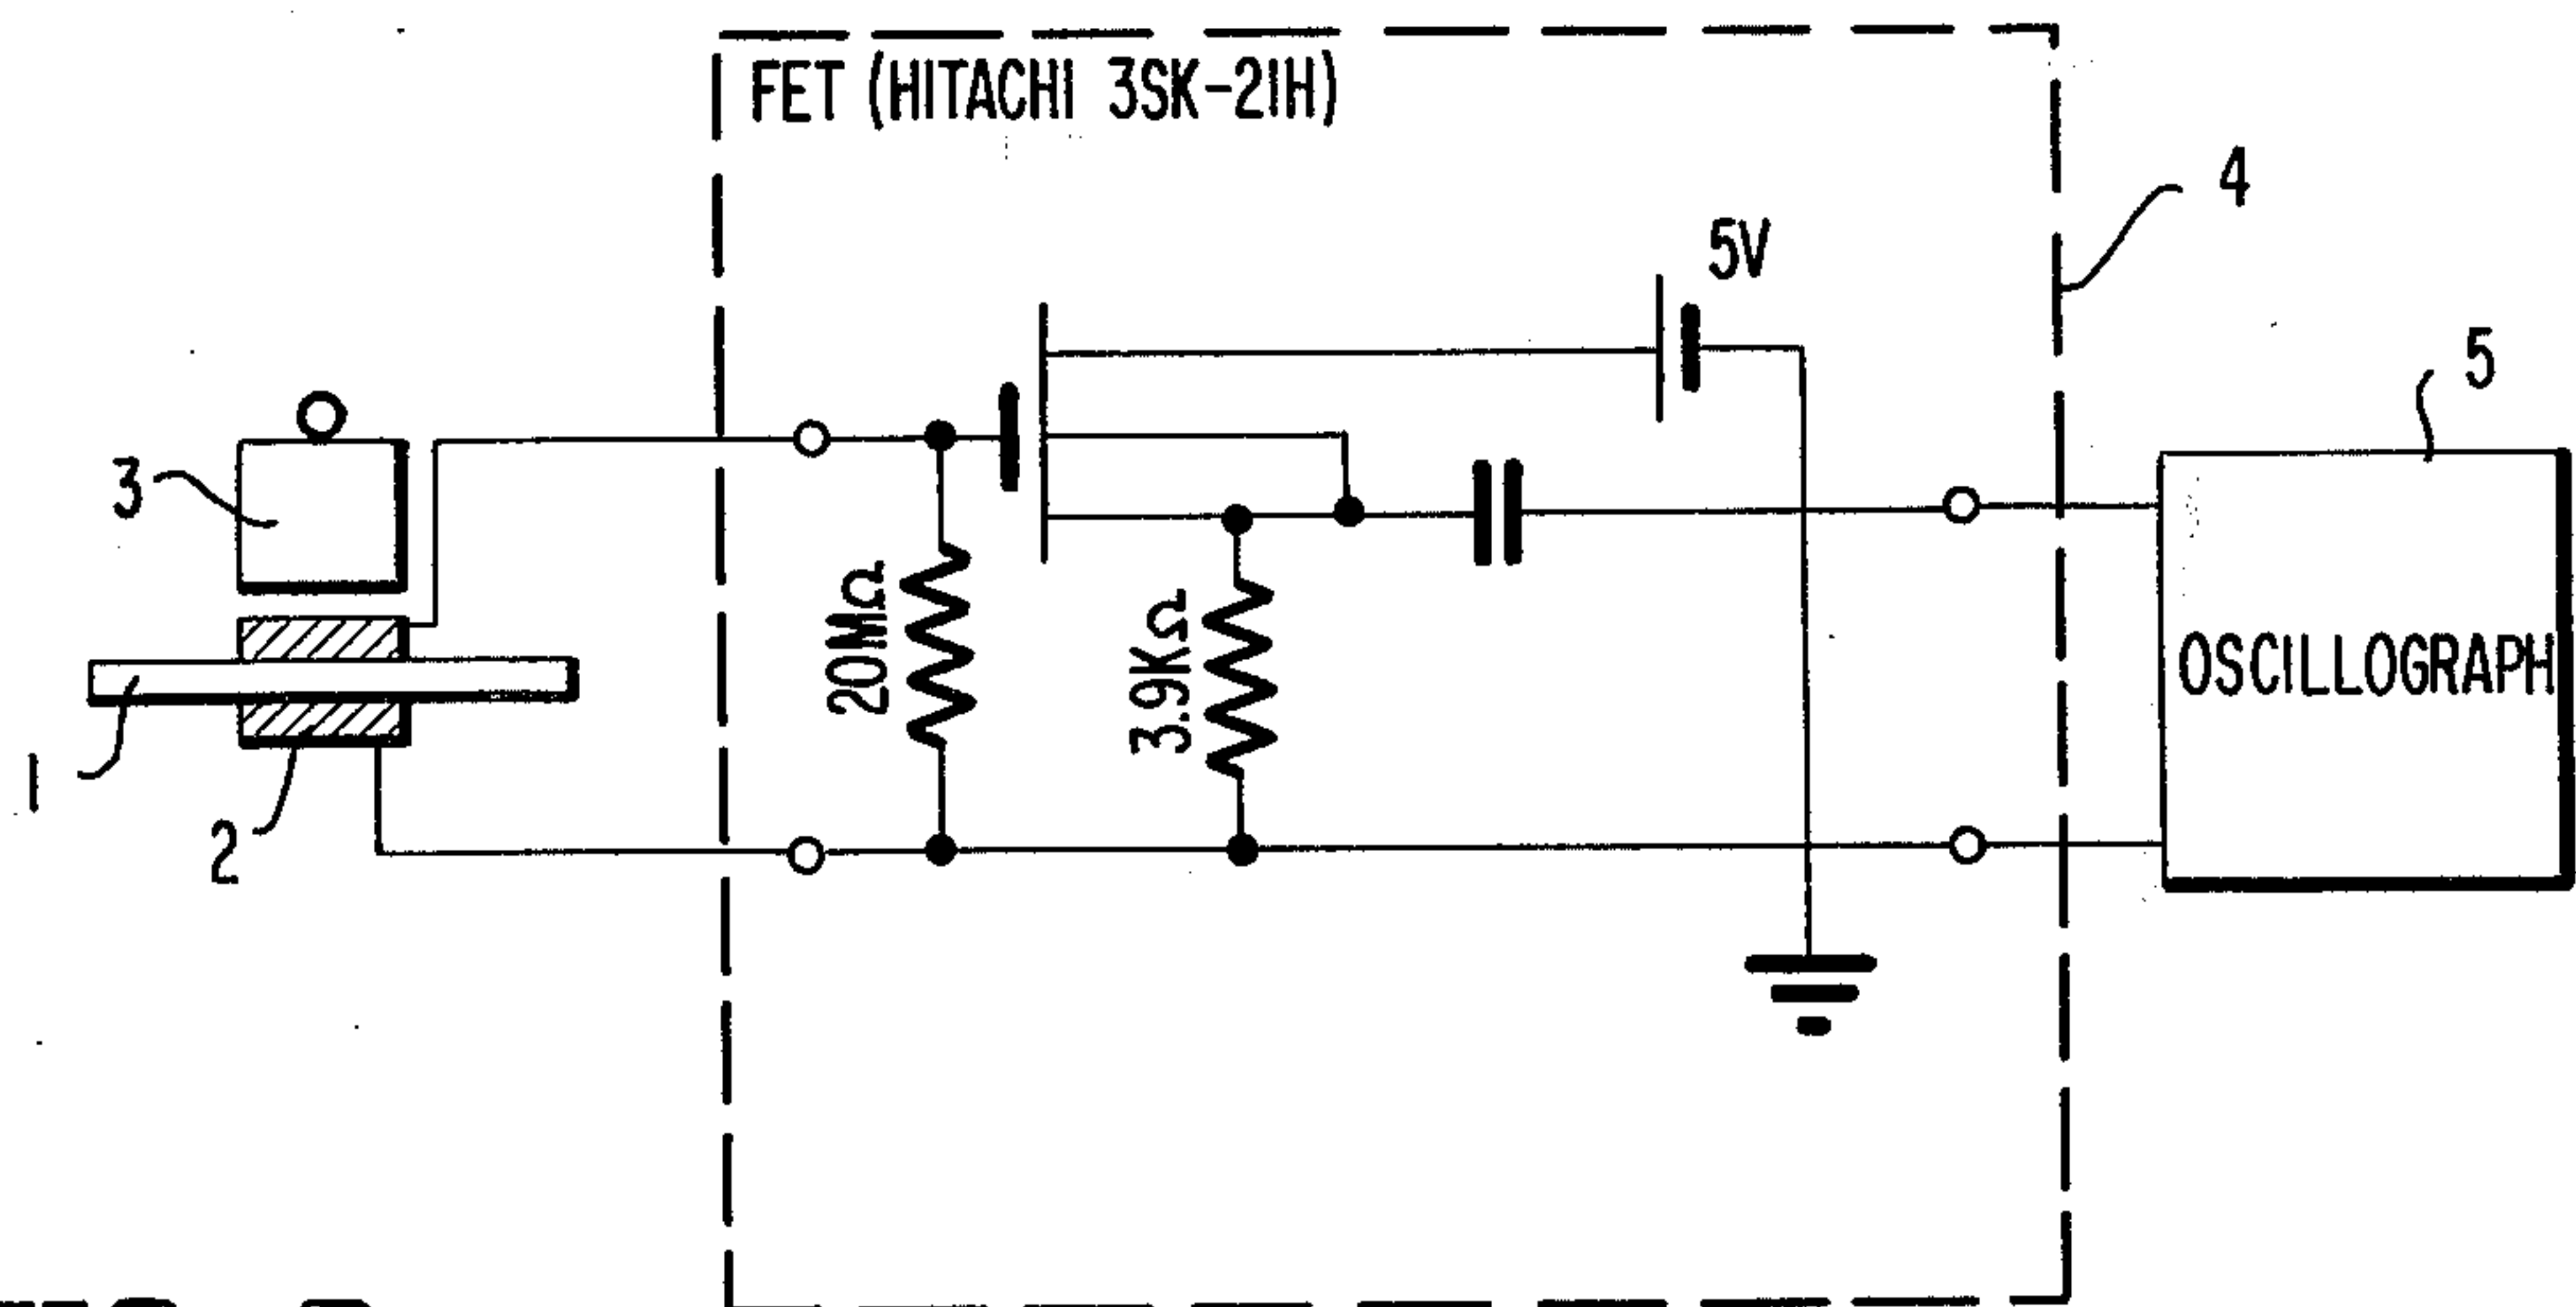 FET (HITACHI 3SK-21H)
4
5V
5
3
20MΩ
3.9KΩ
OSCILLOGRAPH
1
2